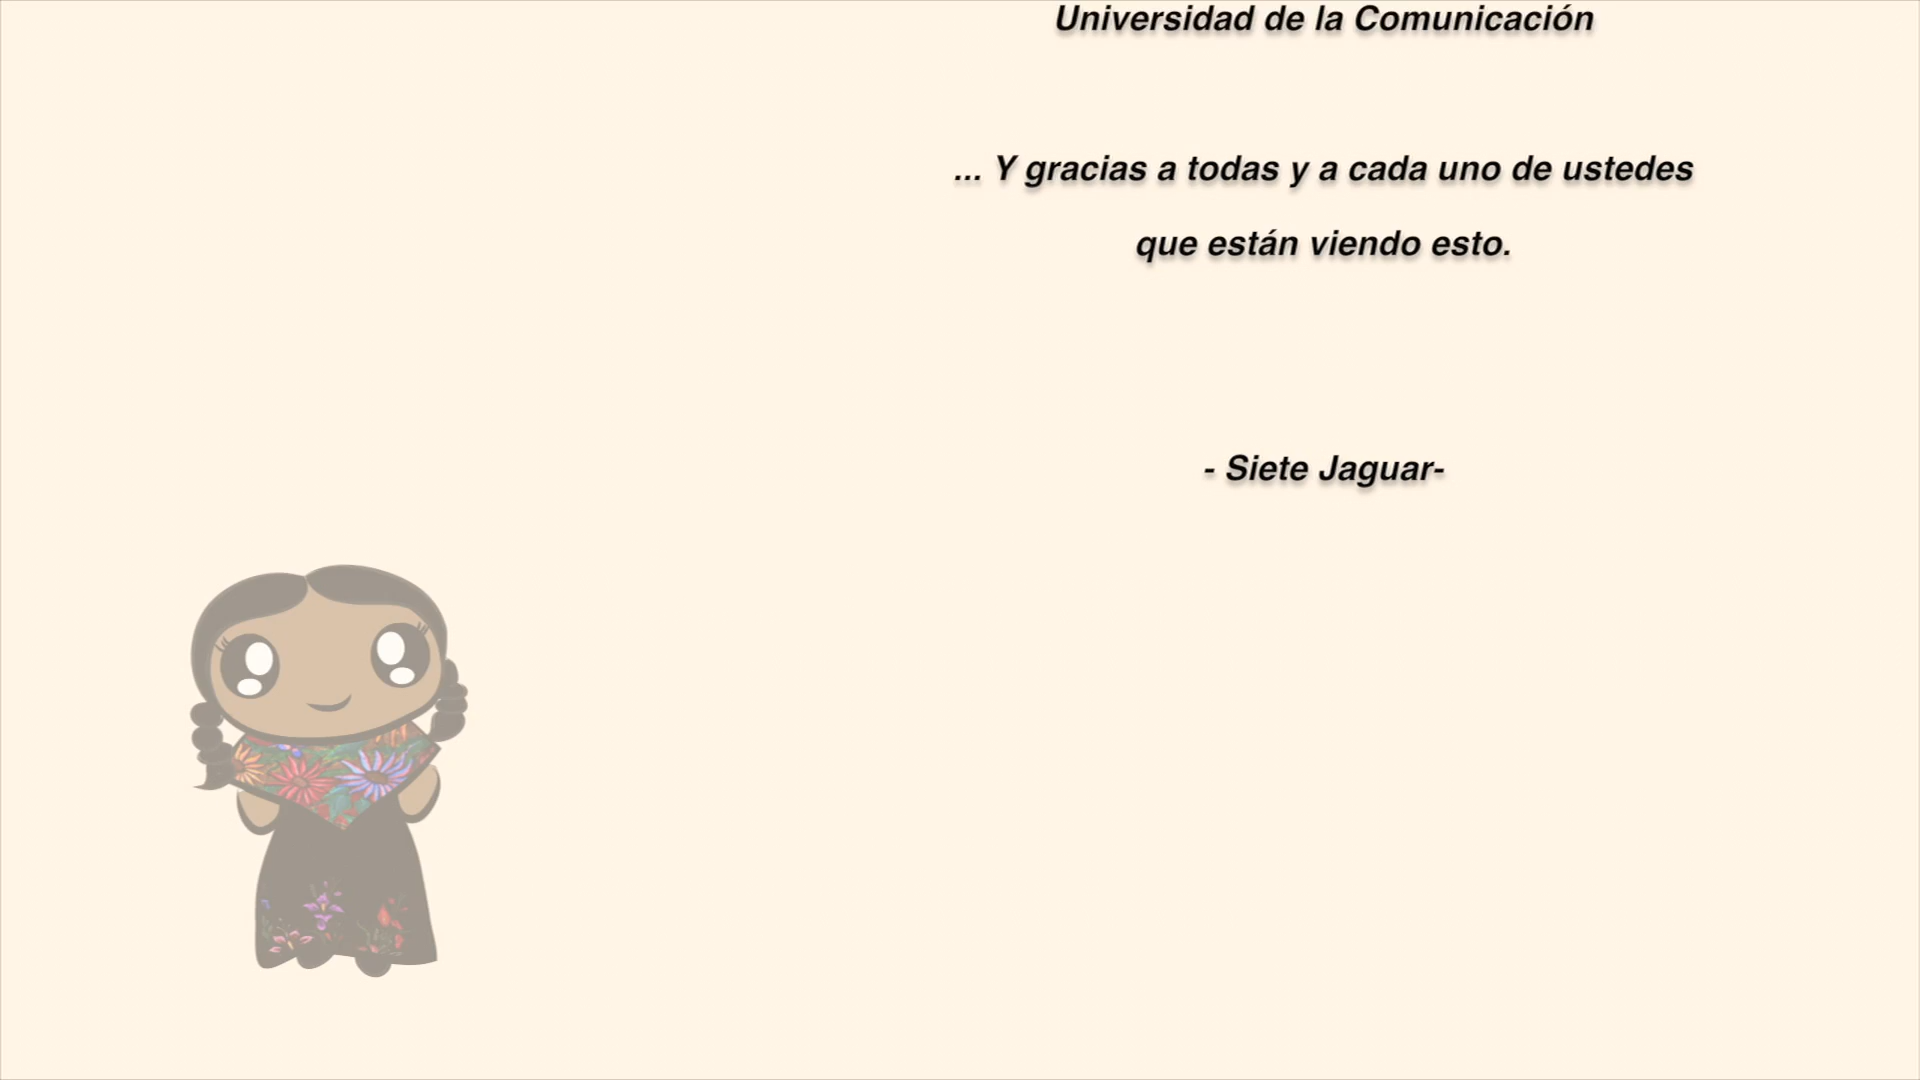 Universidad de la Comunicación
... Y gracias a todas y a cada uno de ustedes
que están viendo esto.
- Siete Jaguar-